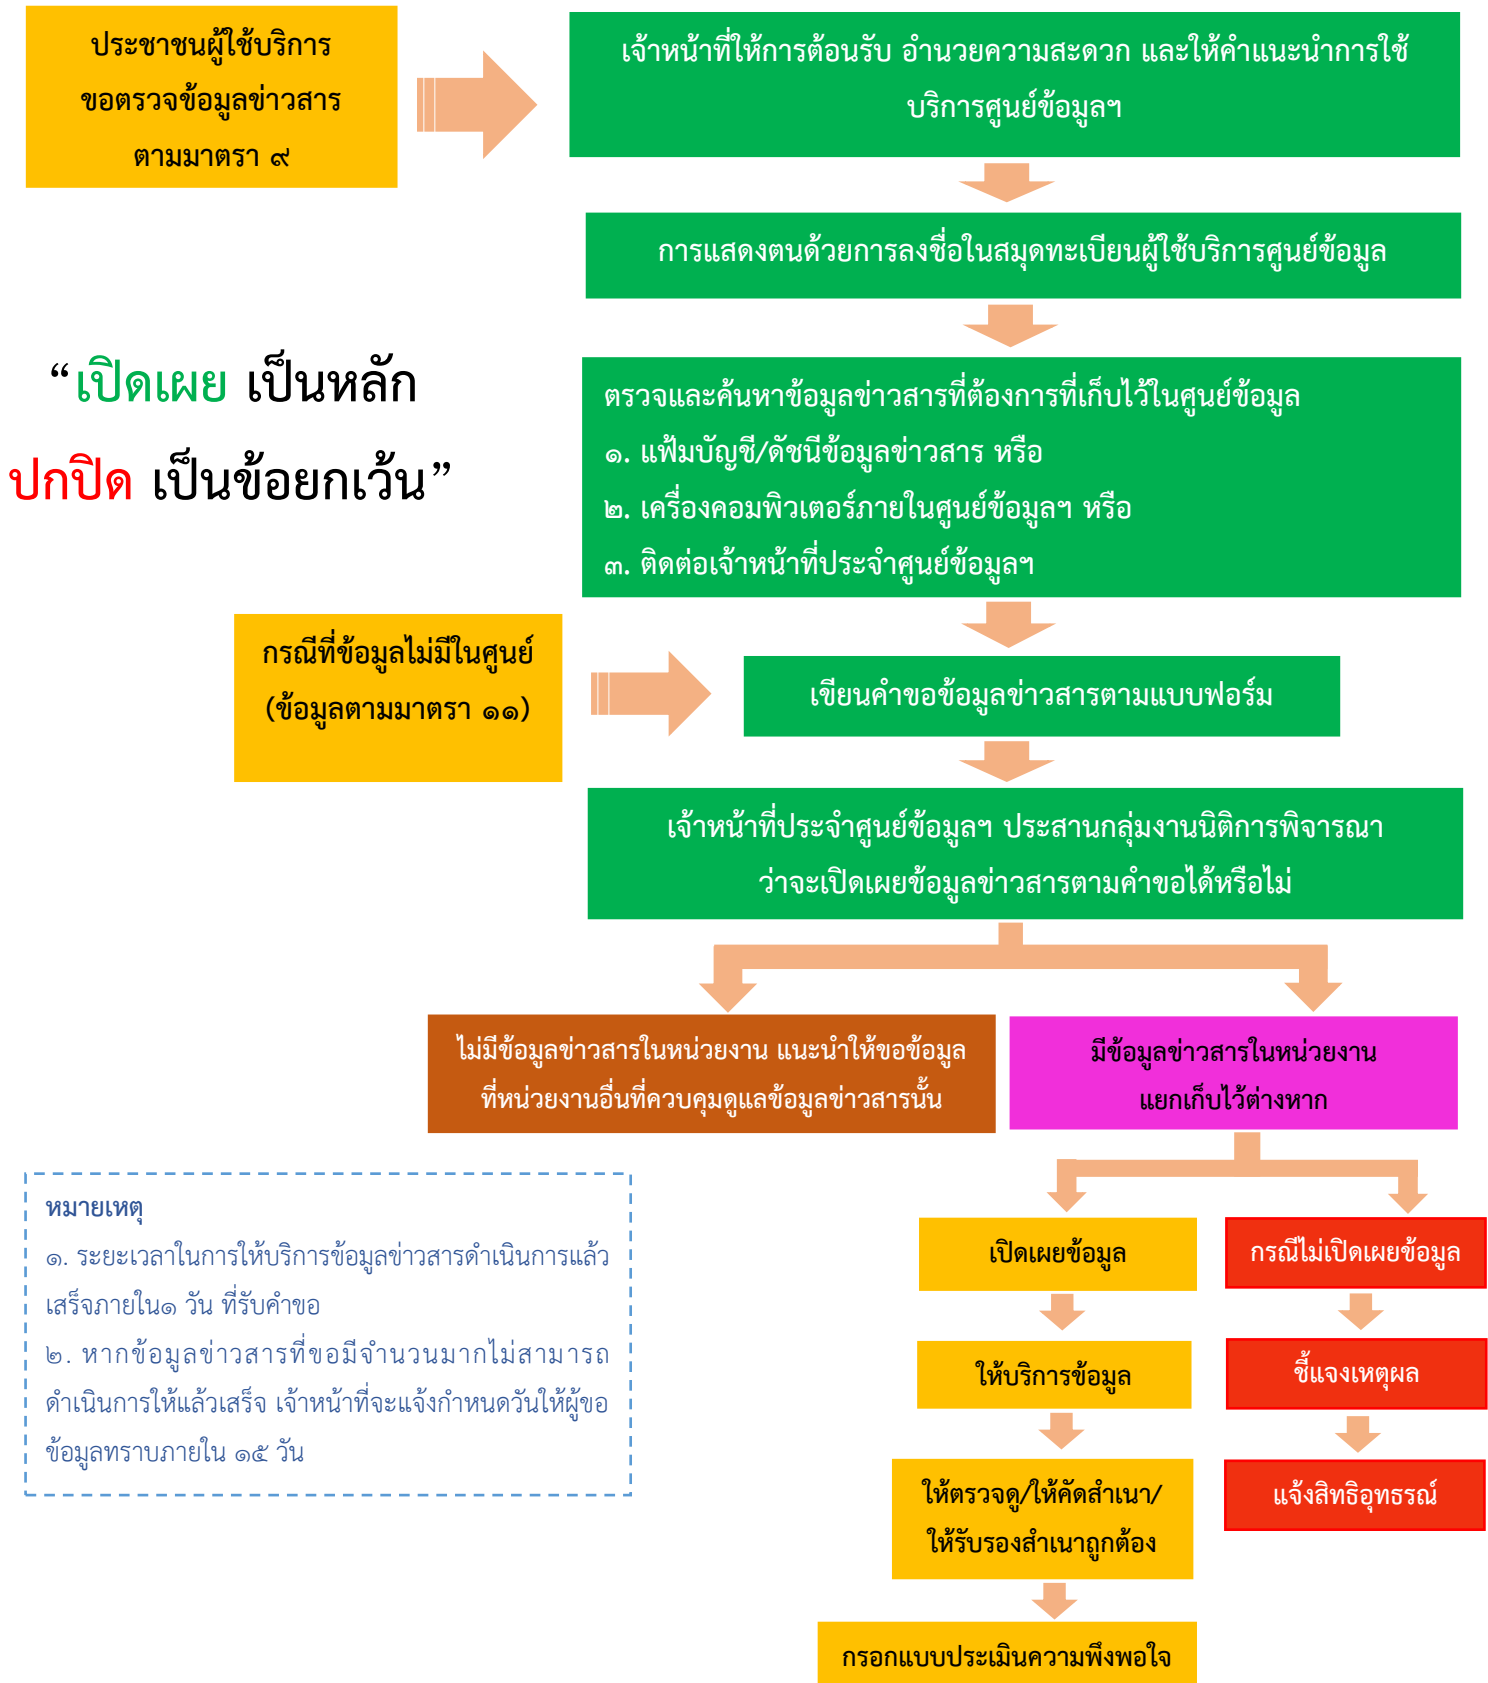 ประชาชนผู้ใช้บริการ
ขอตรวจข้อมูลข่าวสาร
ตามมาตรา ๙
เจ้าหน้าที่ให้การต้อนรับ อำนวยความสะดวก และให้คำแนะนำการใช้
บริการศูนย์ข้อมูลฯ
การแสดงตนด้วยการลงชื่อในสมุดทะเบียนผู้ใช้บริการศูนย์ข้อมูล
“เปิดเผย เป็นหลัก
ปกปิด เป็นข้อยกเว้น”
ตรวจและค้นหาข้อมูลข่าวสารที่ต้องการที่เก็บไว้ในศูนย์ข้อมูล
๑. แฟ้มบัญชี/ดัชนีข้อมูลข่าวสาร หรือ
๒. เครื่องคอมพิวเตอร์ภายในศูนย์ข้อมูลฯ หรือ
๓. ติดต่อเจ้าหน้าที่ประจำศูนย์ข้อมูลฯ
กรณีที่ข้อมูลไม่มีในศูนย์
(ข้อมูลตามมาตรา ๑๑)
เขียนคำขอข้อมูลข่าวสารตามแบบฟอร์ม
เจ้าหน้าที่ประจำศูนย์ข้อมูลฯ ประสานกลุ่มงานนิติการพิจารณา
ว่าจะเปิดเผยข้อมูลข่าวสารตามคำขอได้หรือไม่
ไม่มีข้อมูลข่าวสารในหน่วยงาน แนะนำให้ขอข้อมูล
ที่หน่วยงานอื่นที่ควบคุมดูแลข้อมูลข่าวสารนั้น
มีข้อมูลข่าวสารในหน่วยงาน
แยกเก็บไว้ต่างหาก
หมายเหตุ
๑. ระยะเวลาในการให้บริการข้อมูลข่าวสารดำเนินการแล้ว
เสร็จภายใน๑ วัน ที่รับคำขอ
๒. หากข้อมูลข่าวสารที่ขอมีจำนวนมากไม่สามารถ
ดำเนินการให้แล้วเสร็จ เจ้าหน้าที่จะแจ้งกำหนดวันให้ผู้ขอ
ข้อมูลทราบภายใน ๑๕ วัน
เปิดเผยข้อมูล
กรณีไม่เปิดเผยข้อมูล
ให้บริการข้อมูล
ชี้แจงเหตุผล
ให้ตรวจดู/ให้คัดสำเนา/
ให้รับรองสำเนาถูกต้อง
แจ้งสิทธิอุทธรณ์
กรอกแบบประเมินความพึงพอใจ